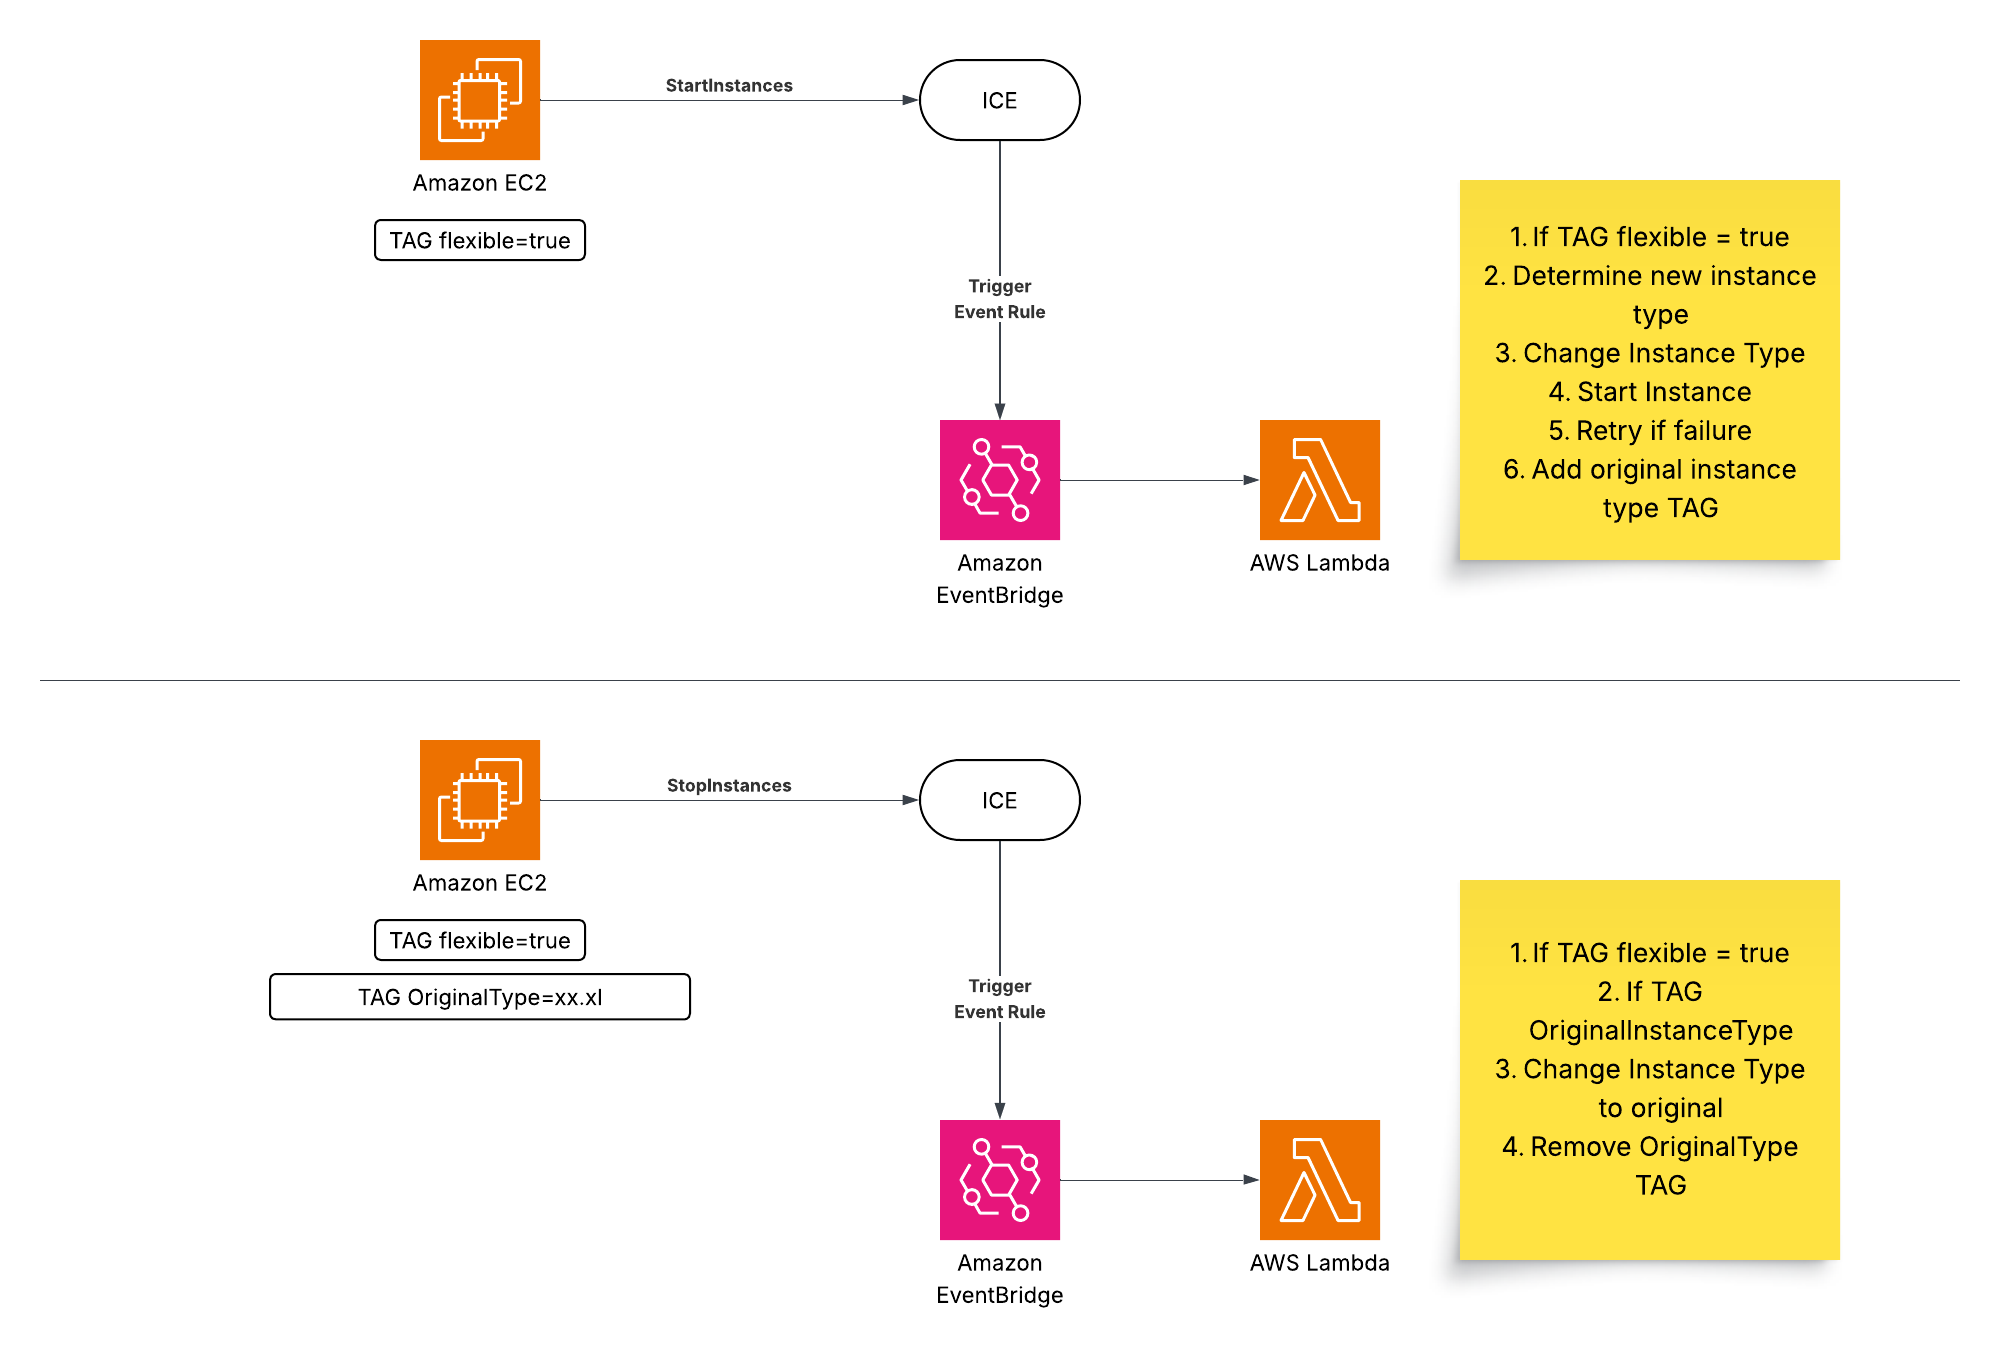 StartInstances
ICE
Amazon EC2
TAG flexible=true
Trigger
Event Rule
1. If TAG flexible = true
2. Determine new instance
type
3. Change Instance Type
4. Start Instance
5. Retry if failure
6. Add original instance
type TAG
Amazon
EventBridge
AWS Lambda
StopInstances
ICE
Amazon EC2
TAG flexible=true
TAG OriginalType=xx.xl
Trigger
Event Rule
1. If TAG flexible = true
2. If TAG
OriginalInstanceType
3. Change Instance Type
to original
4. Remove OriginalType
TAG
Amazon
EventBridge
AWS Lambda